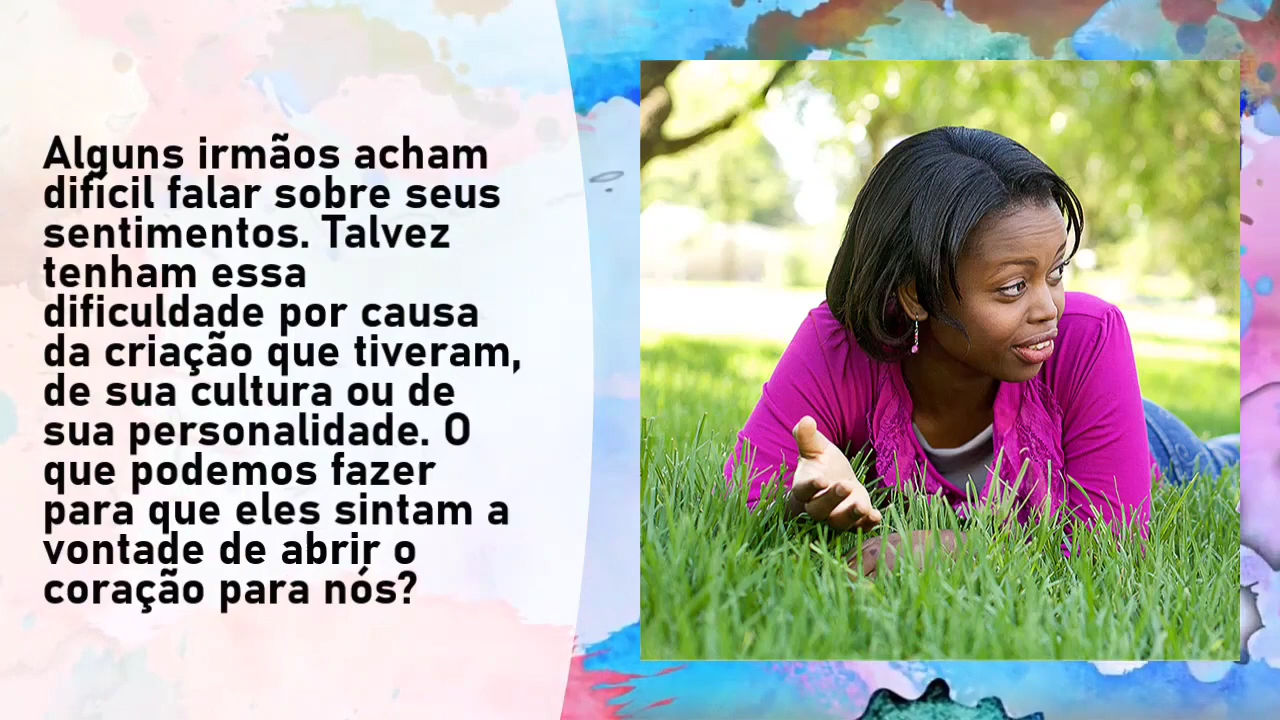 Alguns irmãos acham
difícil falar sobre seus
sentimentos. Talvez
tenham essa
dificuldade por causa
da criação que tiveram,
de sua cultura ou de
sua personalidade. O
que podemos fazer
para que eles sintam a
vontade de abrir o
coração para nós?